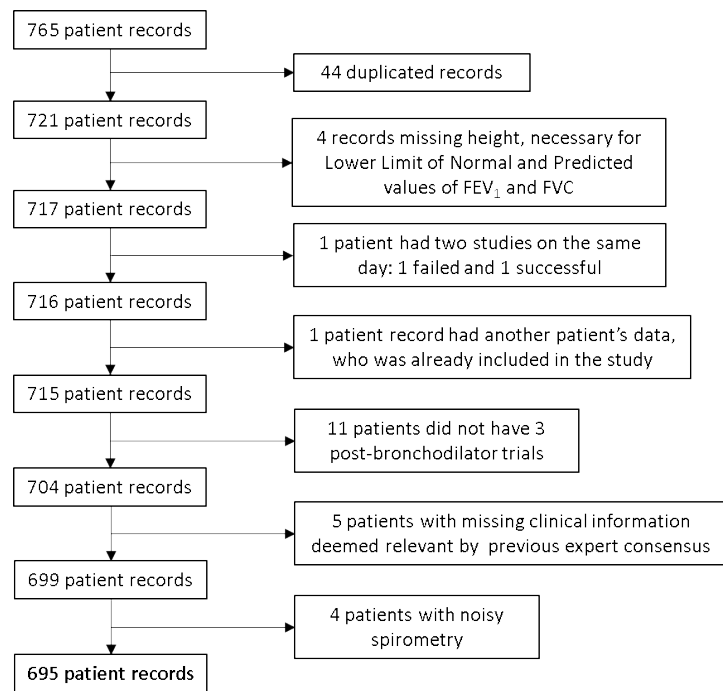 765 patient records
44 duplicated records
721 patient records
4 records missing height, necessary for
Lower Limit of Normal and Predicted
values of FEV₁ and FVC
717 patient records
1 patient had two studies on the same
day: 1 failed and 1 successful
716 patient records
1 patient record had another patient’s data,
who was already included in the study
715 patient records
11 patients did not have 3
post-bronchodilator trials
704 patient records
5 patients with missing clinical information
deemed relevant by previous expert consensus
699 patient records
4 patients with noisy
spirometry
695 patient records